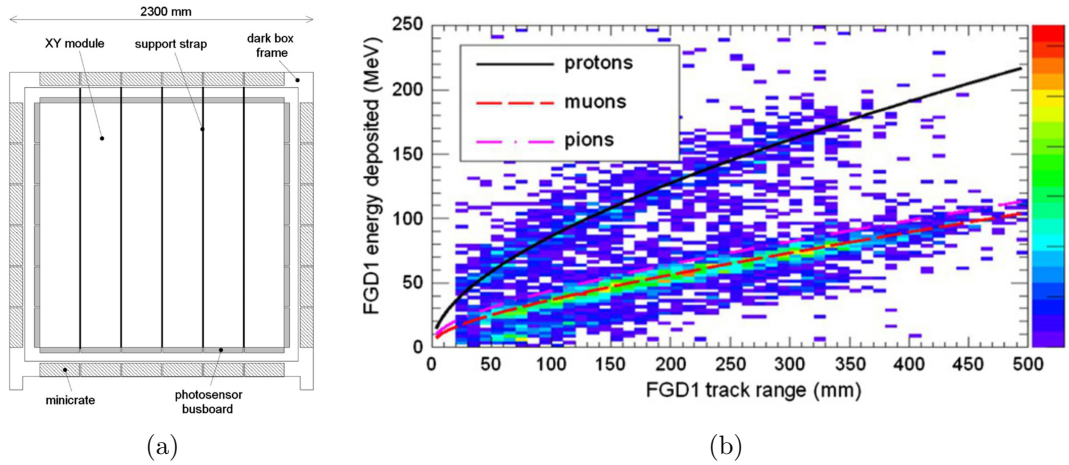 2300 mm
XY module
support strap
dark box
frame
minicrate
photosensor
busboard
(a)
FGD1 energy deposited (MeV)
250
200
150
100
50
0
protons
muons
pions
0 50 100 150 200 250 300 350 400 450 500
FGD1 track range (mm)
(b)